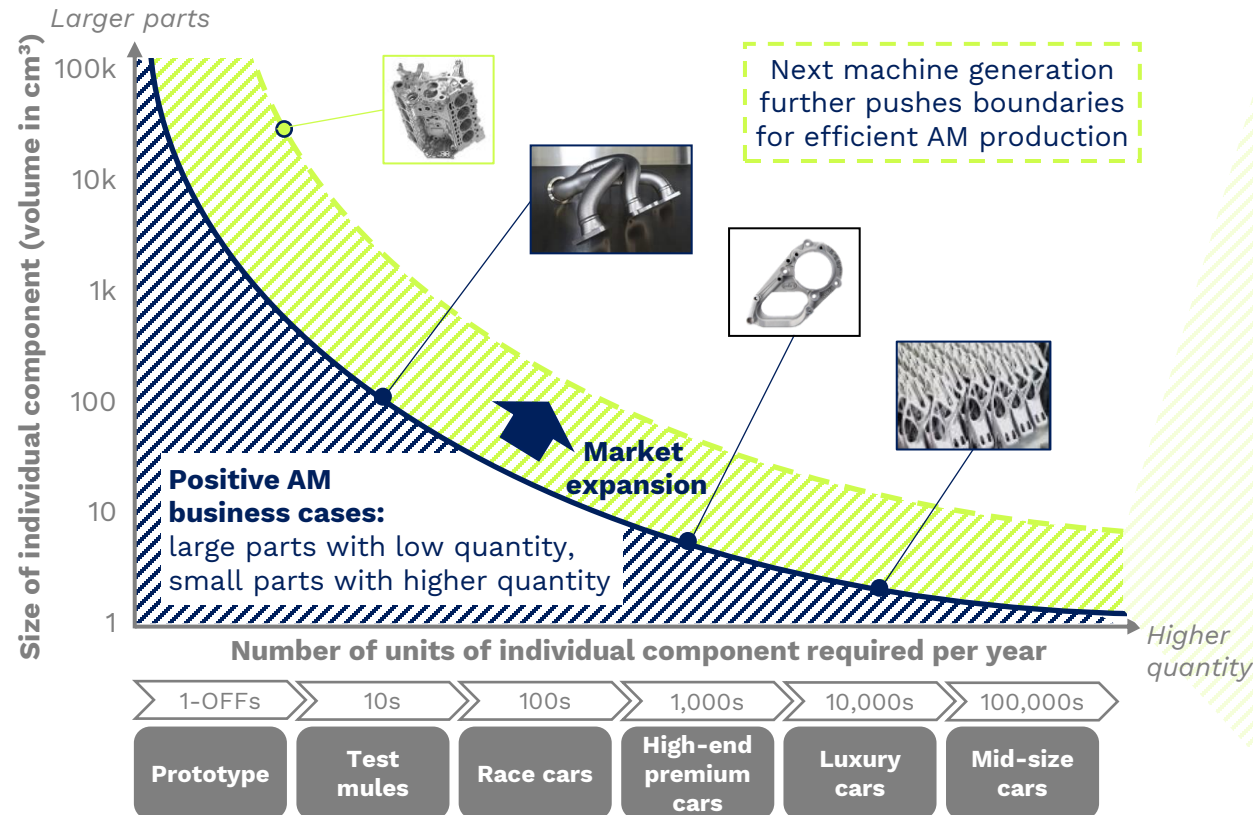 Larger parts
Size of individual component (volume in cm³)
100k
10k
1k
100
10
1
Next machine generation
further pushes boundaries
for efficient AM production
Market
expansion
Positive AM
business cases:
large parts with low quantity,
small parts with higher quantity
Higher
quantity
Number of units of individual component required per year
1-OFFs
10s
100s
1,000s
10,000s
100,000s
Prototype
Test
mules
Race cars
High-end
premium
cars
Luxury
cars
Mid-size
cars